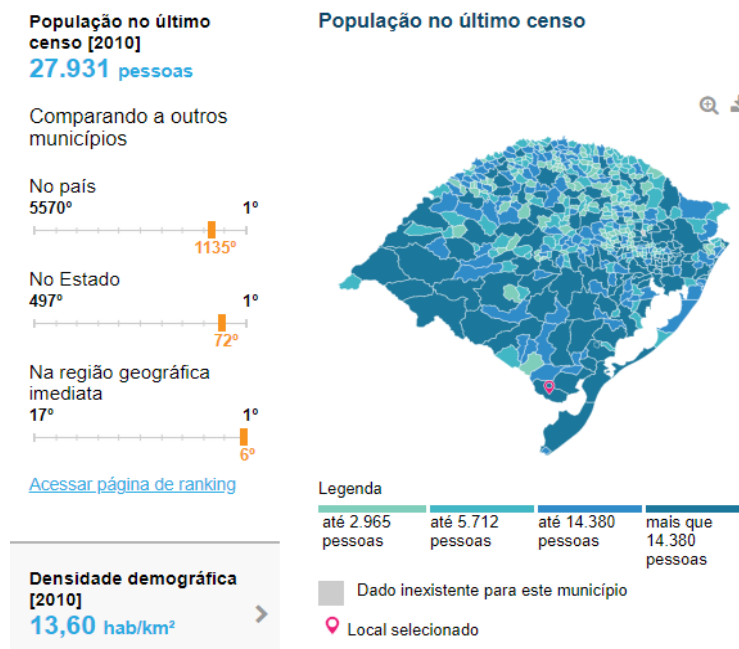 População no último
censo [2010]
27.931 pessoas
Comparando a outros
municípios
No país
5570º 1º
1135º
No Estado
497º 1º
72º
Na região geográfica
imediata
17º 1º
6º
Acessar página de ranking
Densidade demográfica
[2010]
13,60 hab/km²
População no último censo
Legenda
até 2.965
pessoas
até 5.712
pessoas
até 14.380
pessoas
mais que
14.380
pessoas
Dado inexistente para este município
Local selecionado